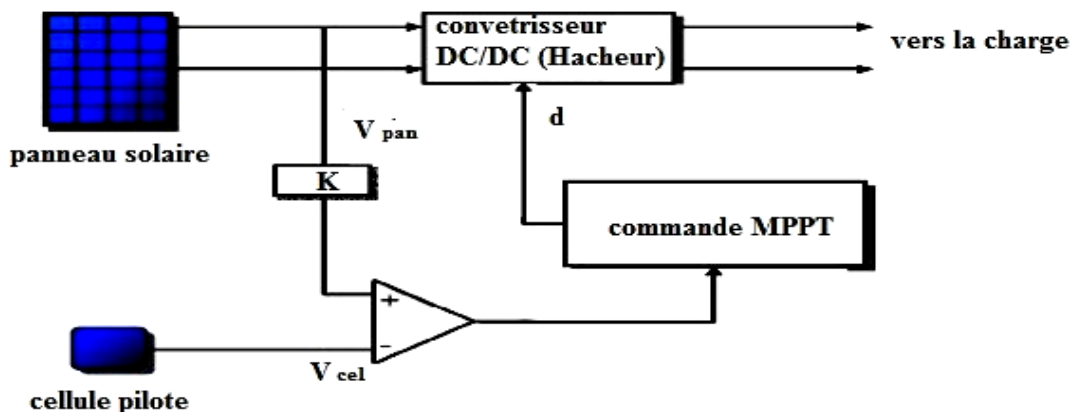 convetrisseur
DC/DC (Hacheur)
vers la charge
panneau solaire
V pan
d
K
commande MPPT
+
-
V cel
cellule pilote